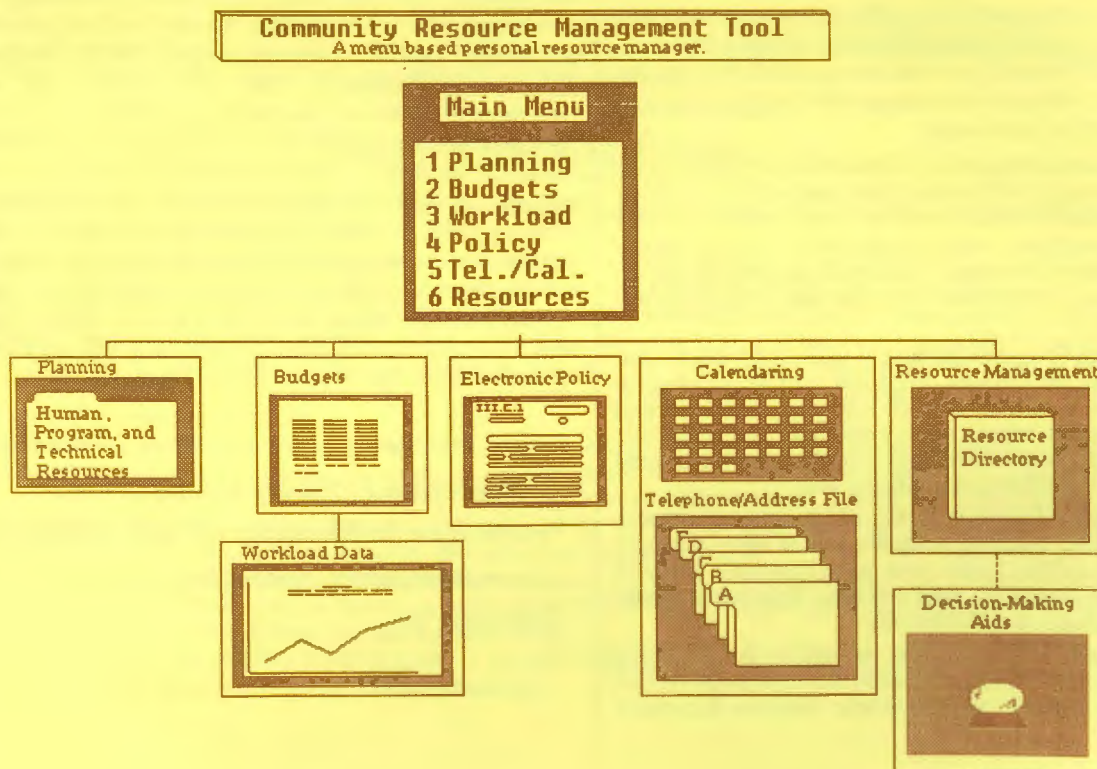 Community Resource Management Tool
A menu based personal resource manager.
Main Menu
1 Planning
2 Budgets
3 Workload
4 Policy
5 Tel./Cal.
6 Resources
Planning
Human,
Program, and
Technical
Resources
Budgets
Workload Data
Electronic Policy
III.C.1
Calendaring
Telephone/Address File
E
D
C
B
A
Resource Management
Resource
Directory
Decision-Making
Aids